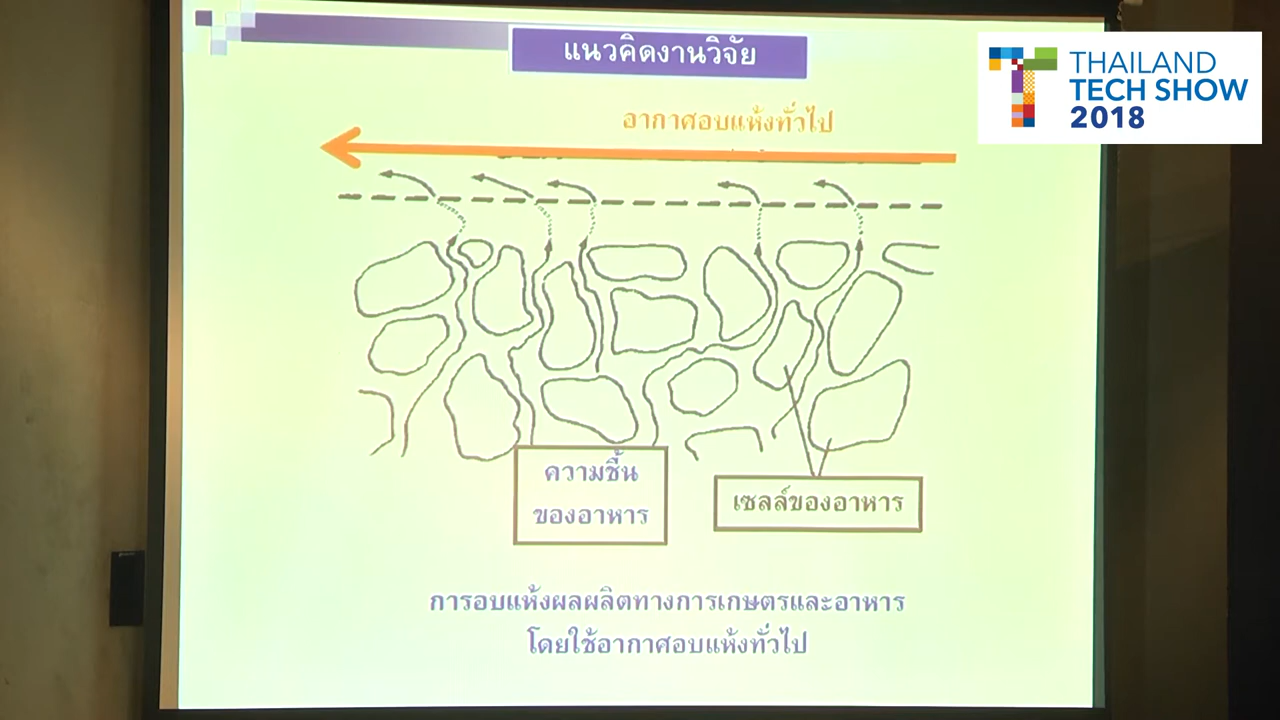 แนวคิดงานวิจัย
THAILAND
TECH SHOW
2018
อากาศอบแห้งทั่วไป
ความชื้น
ของอาหาร
เซลล์ของอาหาร
การอบแห้งผลผลิตทางการเกษตรและอาหาร
โดยใช้อากาศอบแห้งทั่วไป